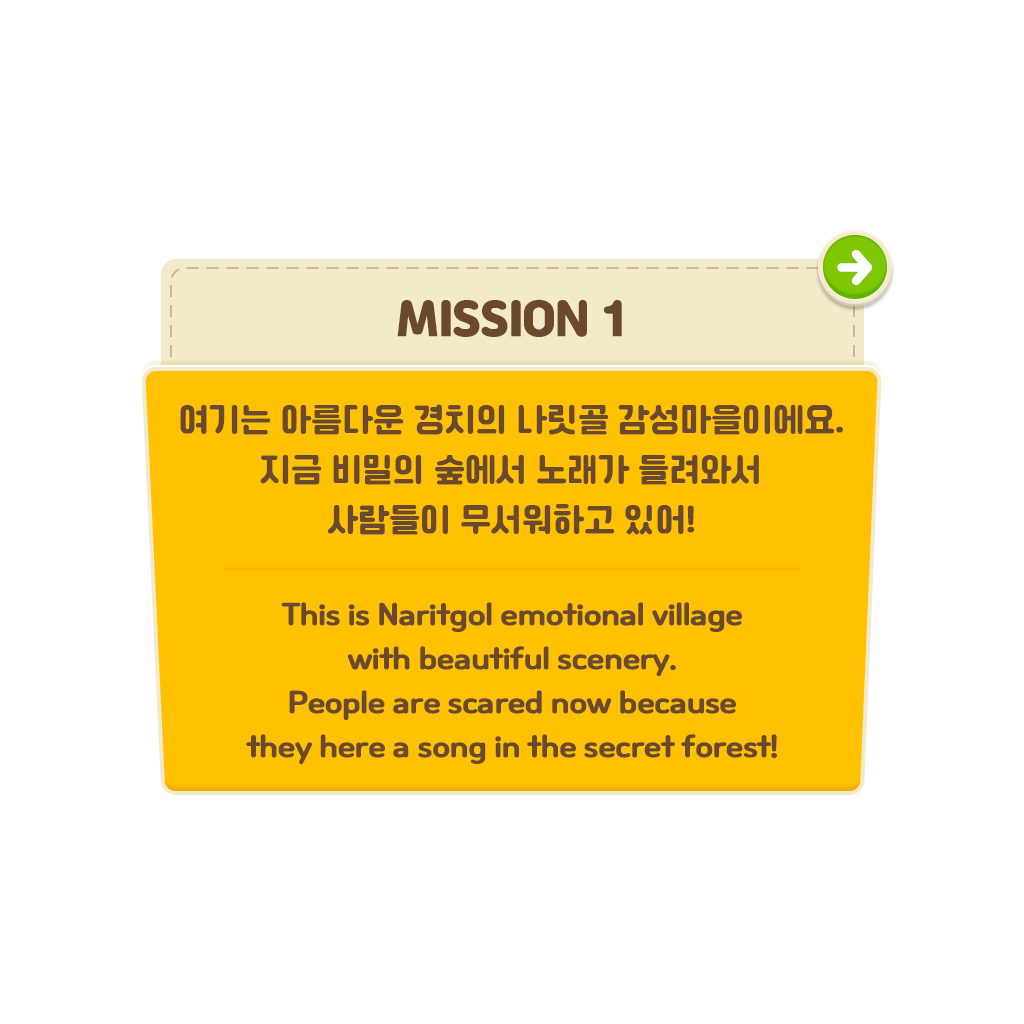 MISSION 1
여기는 아름다운 경치의 나릿골 감성마을이에요.
지금 비밀의 숲에서 노래가 들려와서
사람들이 무서워하고 있어!
This is Naritgol emotional village
with beautiful scenery.
People are scared now because
they here a song in the secret forest!